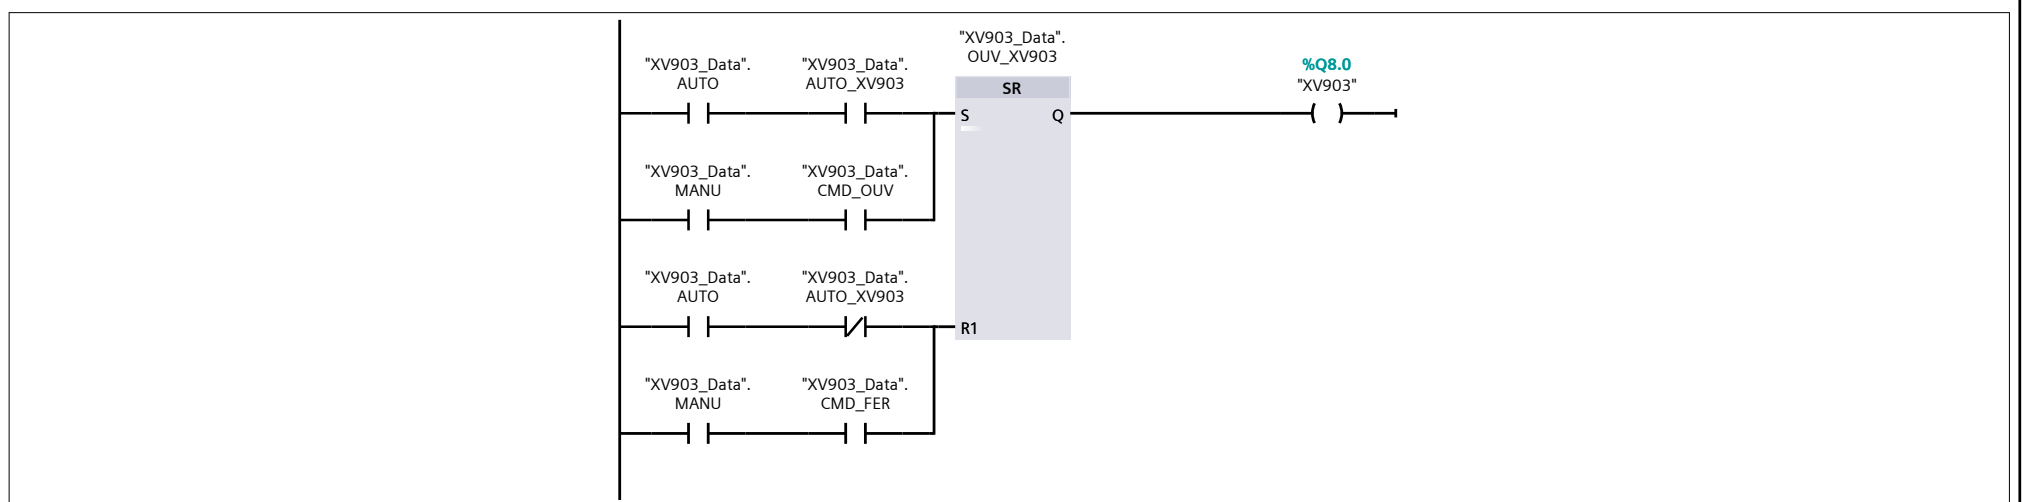 "XV903_Data".
OUV_XV903
"XV903_Data".
AUTO
"XV903_Data".
AUTO_XV903
%Q8.0
"XV903"
SR
S
Q
"XV903_Data".
MANU
"XV903_Data".
CMD_OUV
"XV903_Data".
AUTO
"XV903_Data".
AUTO_XV903
R1
"XV903_Data".
MANU
"XV903_Data".
CMD_FER